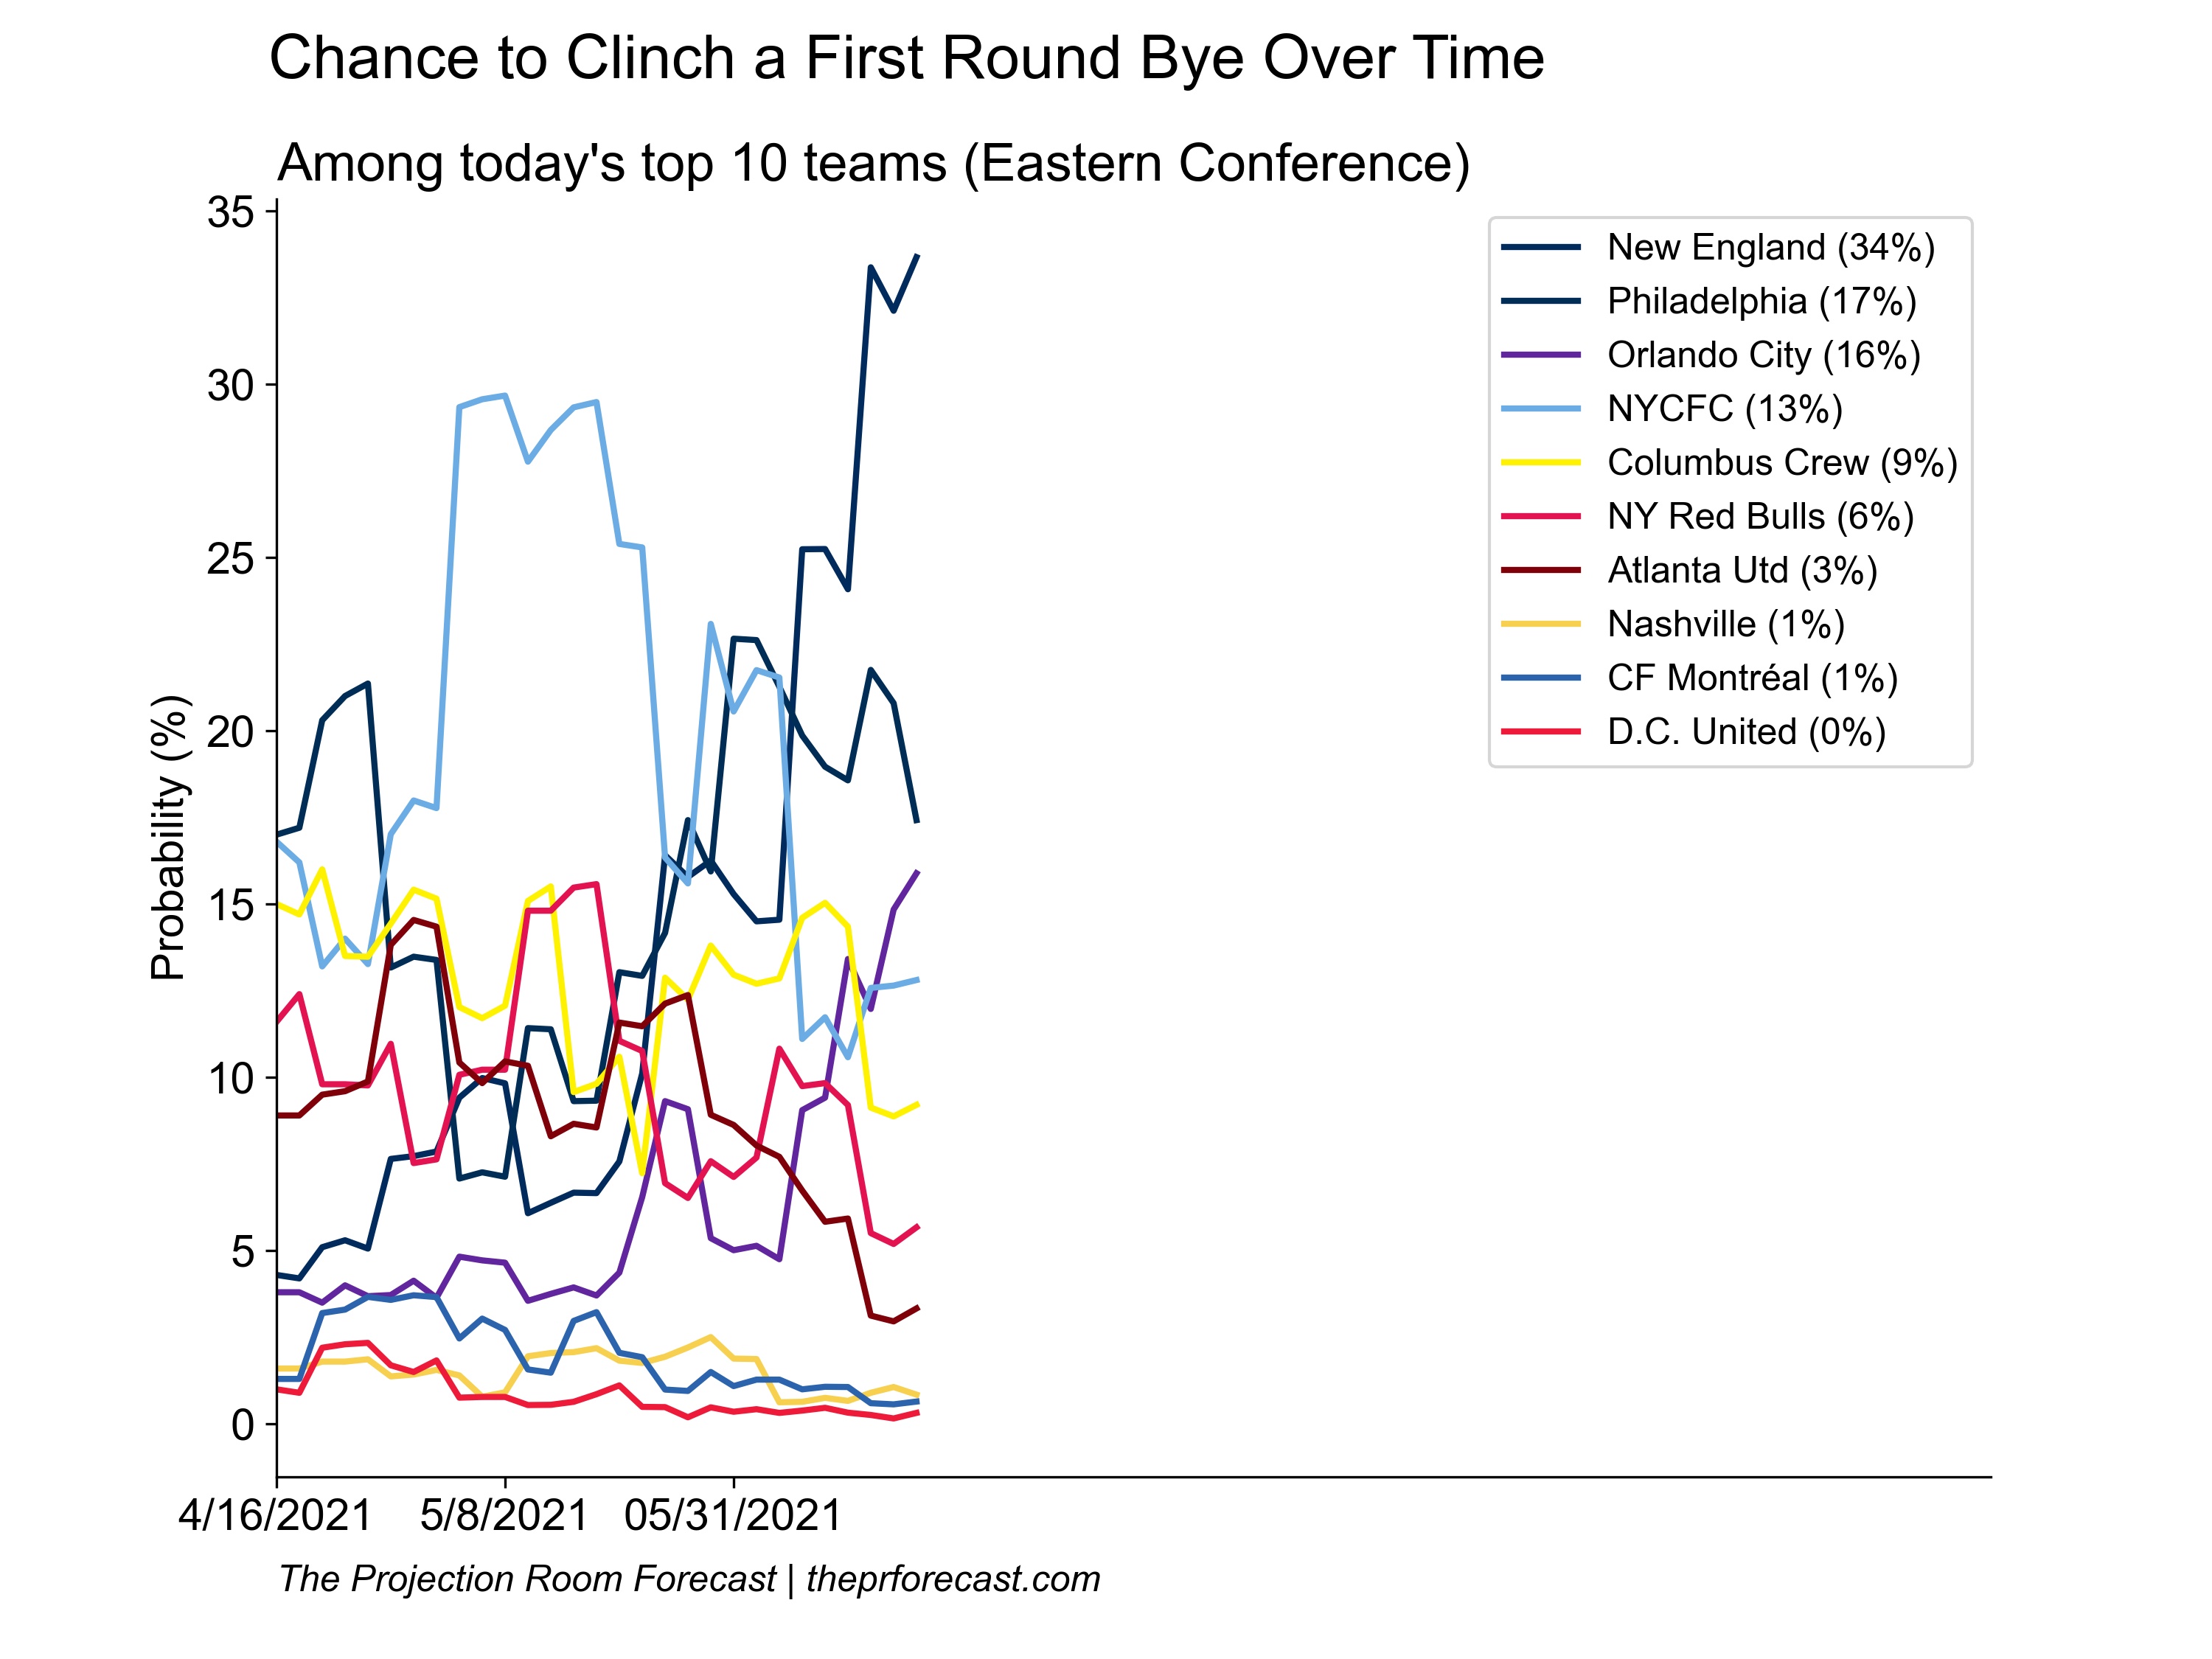 Chance to Clinch a First Round Bye Over Time
Among today's top 10 teams (Eastern Conference)
35
30
25
20
15
10
5
0
Probability (%)
New England (34%)
Philadelphia (17%)
Orlando City (16%)
NYCFC (13%)
Columbus Crew (9%)
NY Red Bulls (6%)
Atlanta Utd (3%)
Nashville (1%)
CF Montréal (1%)
D.C. United (0%)
4/16/2021 5/8/2021 05/31/2021
The Projection Room Forecast | theprforecast.com